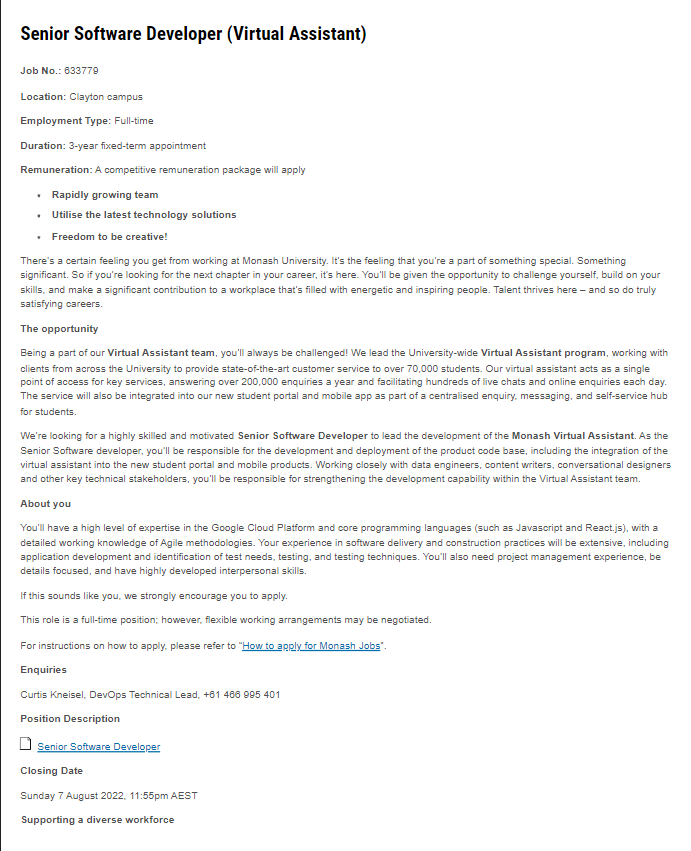 Senior Software Developer (Virtual Assistant)
Job No.: 633779
Location: Clayton campus
Employment Type: Full-time
Duration: 3-year fixed-term appointment
Remuneration: A competitive remuneration package will apply
• Rapidly growing team
• Utilise the latest technology solutions
• Freedom to be creative!
There's a certain feeling you get from working at Monash University. It's the feeling that you're a part of something special. Something
significant. So if you're looking for the next chapter in your career, it's here. You'll be given the opportunity to challenge yourself, build on your
skills, and make a significant contribution to a workplace that's filled with energetic and inspiring people. Talent thrives here – and so do truly
satisfying careers.
The opportunity
Being a part of our Virtual Assistant team, you'll always be challenged! We lead the University-wide Virtual Assistant program, working with
clients from across the University to provide state-of-the-art customer service to over 70,000 students. Our virtual assistant acts as a single
point of access for key services, answering over 200,000 enquiries a year and facilitating hundreds of live chats and online enquiries each day.
The service will also be integrated into our new student portal and mobile app as part of a centralised enquiry, messaging, and self-service hub
for students.
We're looking for a highly skilled and motivated Senior Software Developer to lead the development of the Monash Virtual Assistant. As the
Senior Software developer, you'll be responsible for the development and deployment of the product code base, including the integration of the
virtual assistant into the new student portal and mobile products. Working closely with data engineers, content writers, conversational designers
and other key technical stakeholders, you'll be responsible for strengthening the development capability within the Virtual Assistant team.
About you
You'll have a high level of expertise in the Google Cloud Platform and core programming languages (such as Javascript and React.js), with a
detailed working knowledge of Agile methodologies. Your experience in software delivery and construction practices will be extensive, including
application development and identification of test needs, testing, and testing techniques. You'll also need project management experience, be
details focused, and have highly developed interpersonal skills.
If this sounds like you, we strongly encourage you to apply.
This role is a full-time position; however, flexible working arrangements may be negotiated.
For instructions on how to apply, please refer to "How to apply for Monash Jobs".
Enquiries
Curtis Kneisel, DevOps Technical Lead, +61 466 995 401
Position Description
Senior Software Developer
Closing Date
Sunday 7 August 2022, 11:55pm AEST
Supporting a diverse workforce